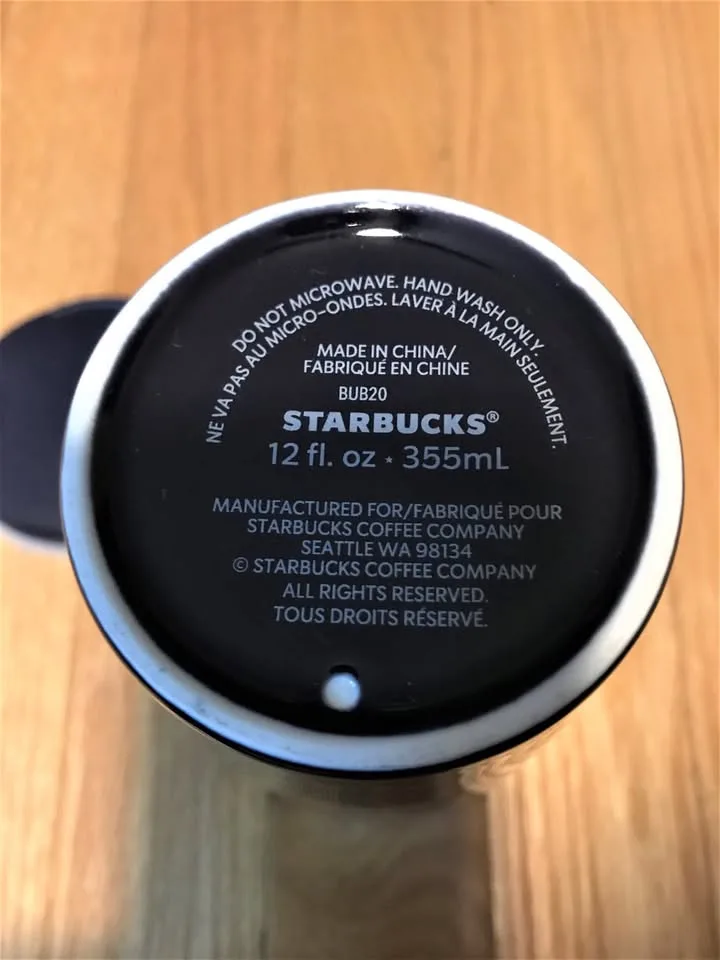 DO NOT MICROWAVE. HAND WASH ONLY.
NE VA PAS AU MICRO-ONDES. LAVER À LA MAIN SEULEMENT.
MADE IN CHINA/
FABRIQUÉ EN CHINE
BUB20
STARBUCKS®
12 fl. oz ⋆ 355mL
MANUFACTURED FOR/FABRIQUÉ POUR
STARBUCKS COFFEE COMPANY
SEATTLE WA 98134
© STARBUCKS COFFEE COMPANY
ALL RIGHTS RESERVED.
TOUS DROITS RÉSERVÉ.